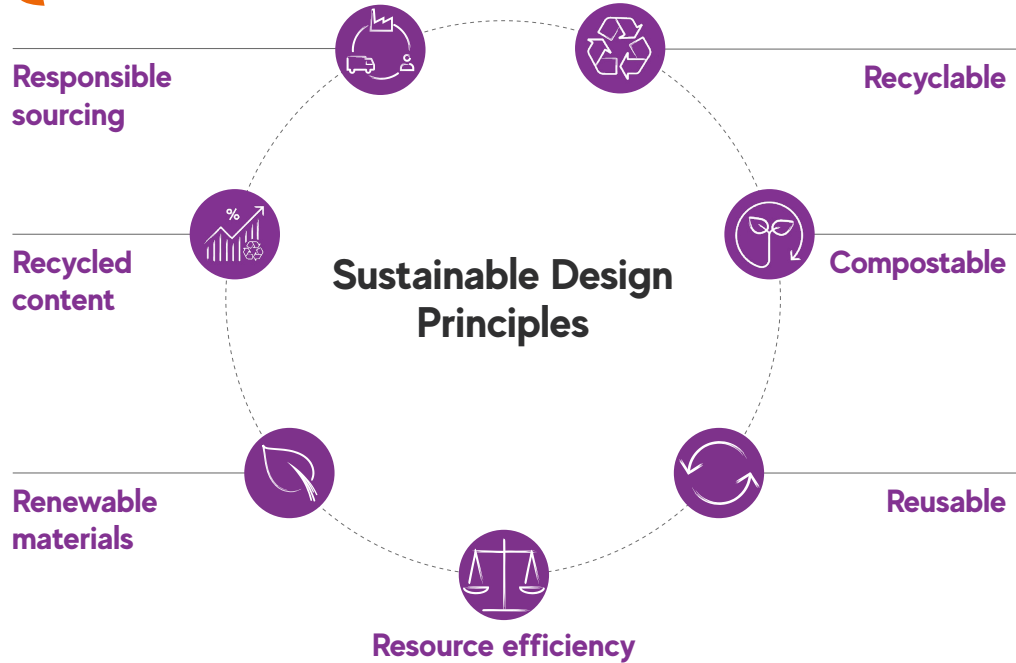 Responsible
sourcing
Recyclable
%
Recycled
content
Compostable
Sustainable Design
Principles
Renewable
materials
Reusable
Resource efficiency